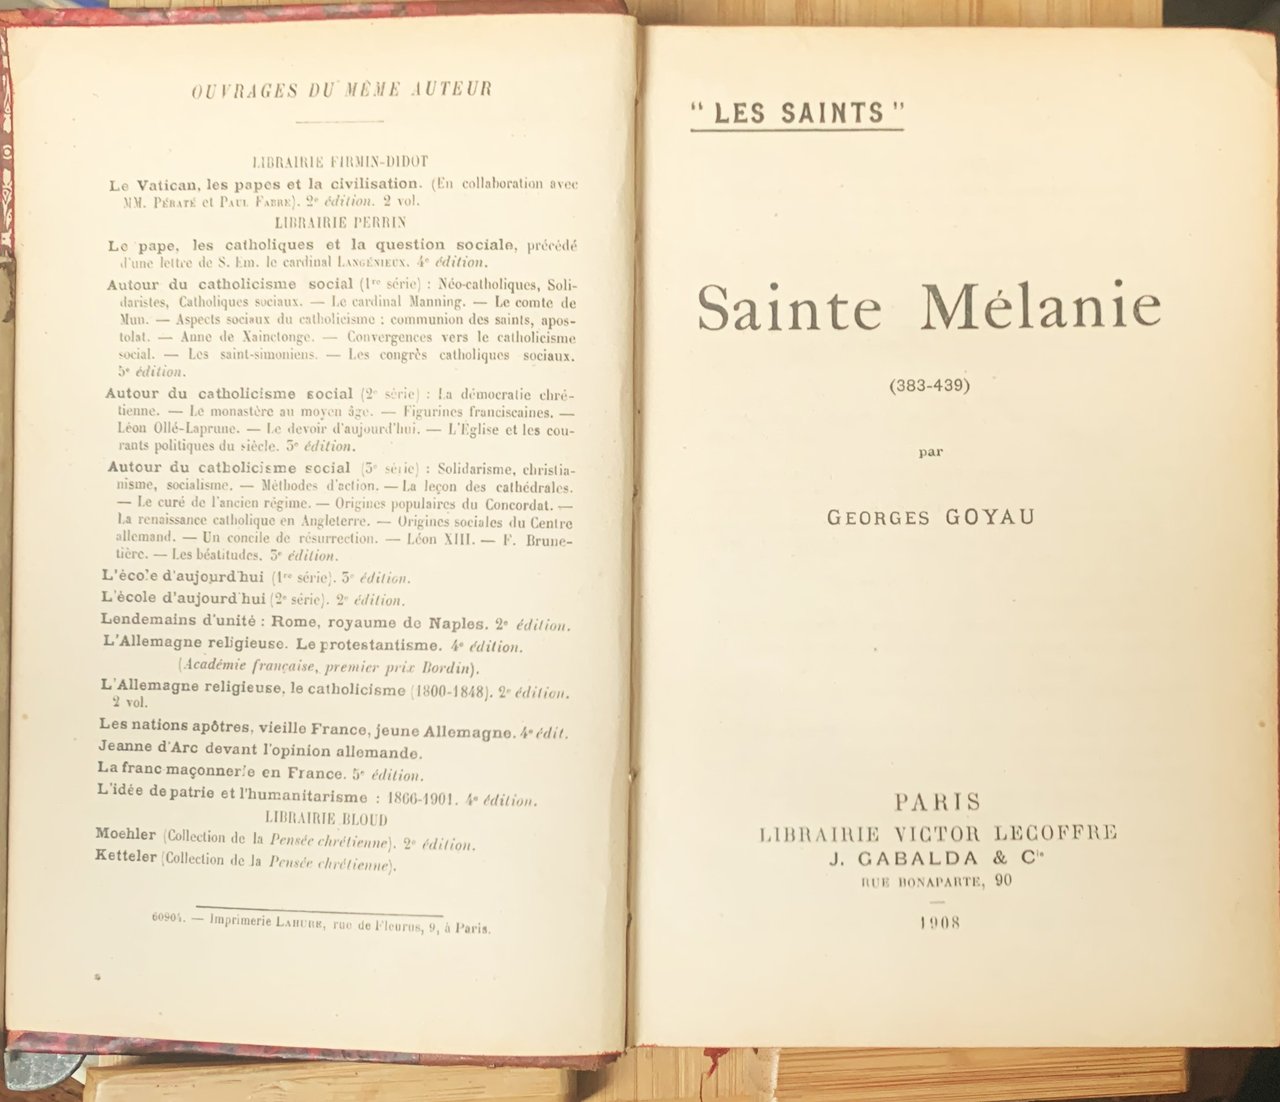 OUVRAGES DU MÊME AUTEUR
LIBRAIRIE FIRMIN-DIDOT
Le Vatican, les papes et la civilisation. (En collaboration avec
MM. PÉRATÉ et PAUL FABRE). 2e édition. 2 vol.
LIBRAIRIE PERRIN
Le pape, les catholiques et la question sociale, précédé
d'une lettre de S. Em. le cardinal LANGÉNIEUX. 4e édition.
Autour du catholicisme social (1re série) : Néo-catholiques, Soli-
daristes, Catholiques sociaux. — Le cardinal Manning. — Le comte de
Mun. — Aspects sociaux du catholicisme : communion des saints, apos-
tolat. — Anne de Xainctonge. — Convergences vers le catholicisme
social. — Les saint-simoniens. — Les congrès catholiques sociaux.
5e édition.
Autour du catholicisme social (2e série) : La démocratie chré-
tienne. — Le monastère au moyen âge. — Figurines franciscaines. —
Léon Ollé-Laprune. — Le devoir d'aujourd'hui. — L'Eglise et les cou-
rants politiques du siècle. 3e édition.
Autour du catholicisme social (3e série) : Solidarisme, christia-
nisme, socialisme. — Méthodes d'action. — La leçon des cathédrales.
— Le curé de l'ancien régime. — Origines populaires du Concordat. —
La renaissance catholique en Angleterre. — Origines sociales du Centre
allemand. — Un concile de résurrection. — Léon XIII. — F. Brune-
tière. — Les béatitudes. 3e édition.
L'école d'aujourd'hui (1re série). 3e édition.
L'école d'aujourd'hui (2e série). 2e édition.
Lendemains d'unité : Rome, royaume de Naples. 2e édition.
L'Allemagne religieuse. Le protestantisme. 4e édition.
(Académie française, premier prix Bordin).
L'Allemagne religieuse, le catholicisme (1800-1848). 2e édition.
2 vol.
Les nations apôtres, vieille France, jeune Allemagne. 4e édit.
Jeanne d'Arc devant l'opinion allemande.
La franc-maçonnerie en France. 5e édition.
L'idée de patrie et l'humanitarisme : 1866-1901. 4e édition.
LIBRAIRIE BLOUD
Moehler (Collection de la Pensée chrétienne). 2e édition.
Ketteler (Collection de la Pensée chrétienne).
60904. — Imprimerie LAHURE, rue de Fleurus, 9, à Paris.
"LES SAINTS"
Sainte Mélanie
(383-439)
par
GEORGES GOYAU
PARIS
LIBRAIRIE VICTOR LECOFFRE
J. GABALDA & Cie
RUE BONAPARTE, 90
1908